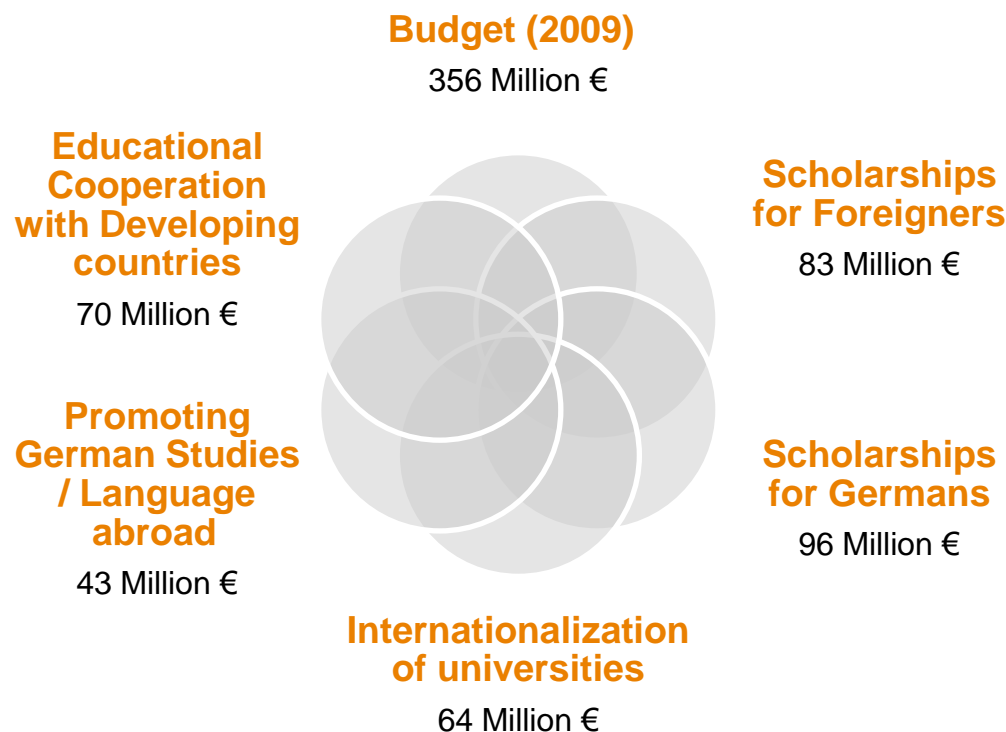 Budget (2009)
356 Million €
Educational
Cooperation
with Developing
countries
70 Million €
Scholarships
for Foreigners
83 Million €
Promoting
German Studies
/ Language
abroad
43 Million €
Scholarships
for Germans
96 Million €
Internationalization
of universities
64 Million €